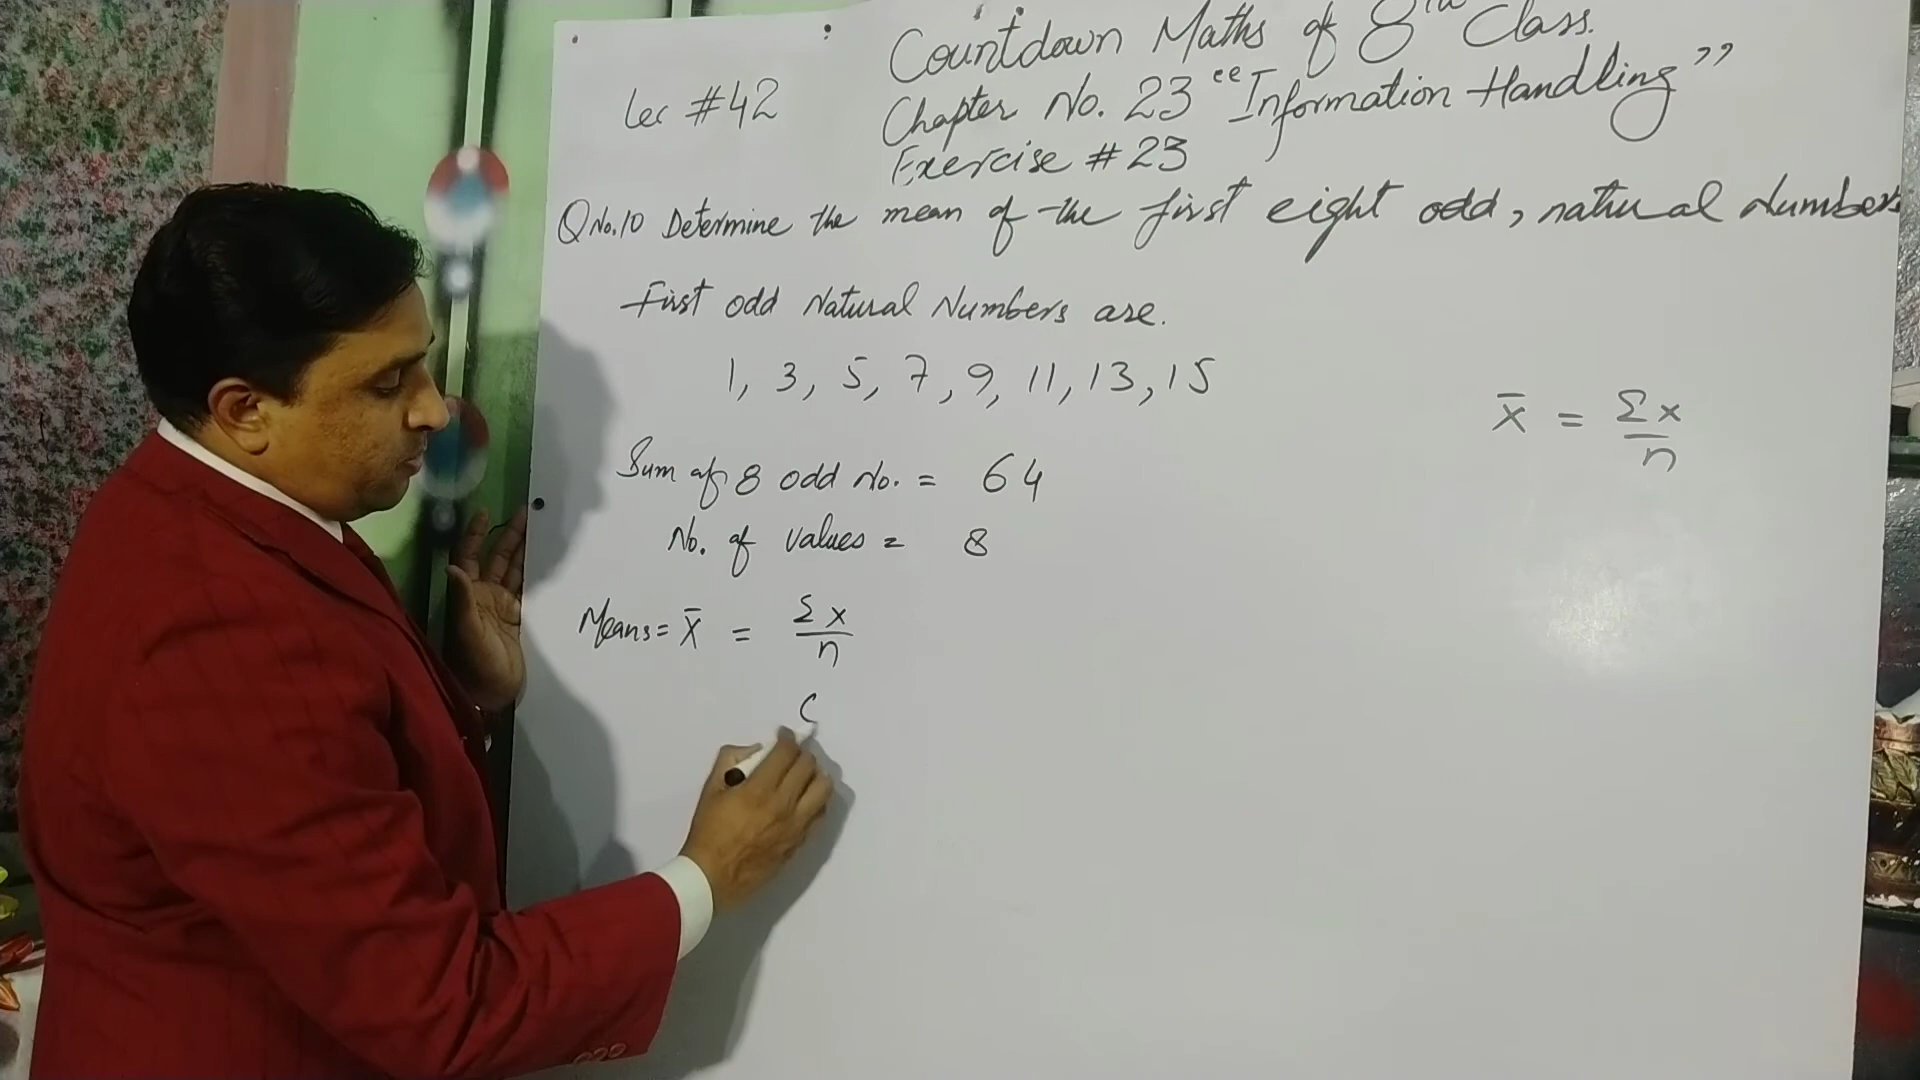 Countdown Maths of 8th Class.
Lec #42
Chapter No. 23 "Information Handling"
Exercise #23
Q No.10 Determine the mean of the first eight odd, natural Numbers
First odd Natural Numbers are.
1, 3, 5, 7, 9, 11, 13, 15
x̄ = Σx/n
Sum of 8 odd No. = 64
No. of values = 8
Means = x̄ = Σx/n